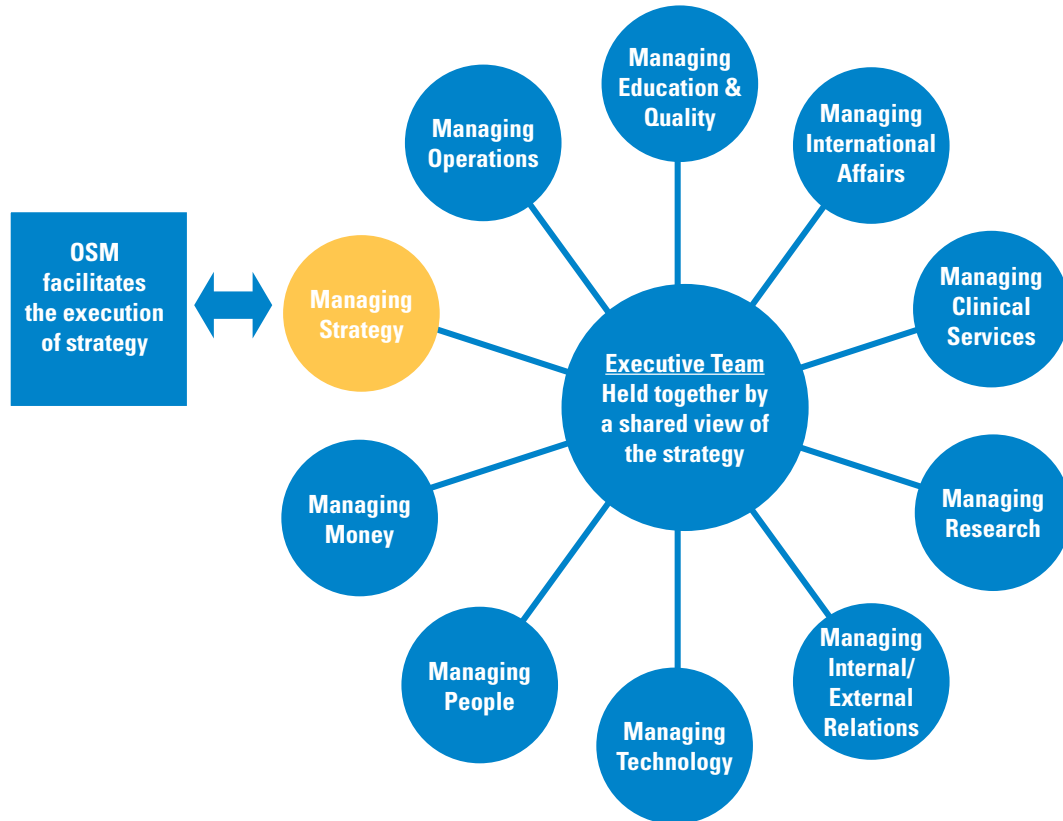 Managing
Education &
Quality
Managing
International
Affairs
Managing
Operations
Managing
Clinical
Services
OSM
facilitates
the execution
of strategy
Managing
Strategy
Executive Team
Held together by
a shared view of
the strategy
Managing
Money
Managing
Research
Managing
People
Managing
Internal/
External
Relations
Managing
Technology